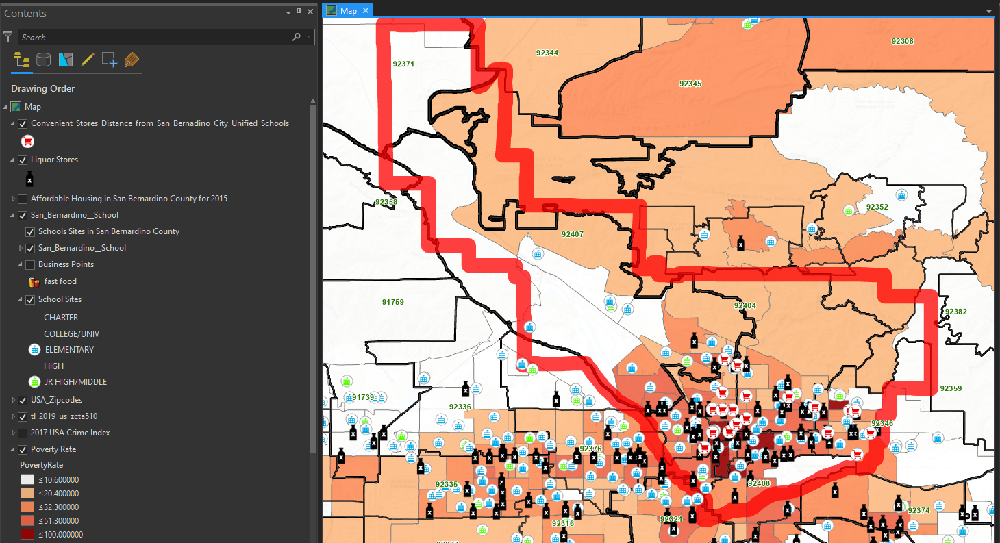 Contents
Map
Search
Drawing Order
Map
Convenient_Stores_Distance_from_San_Bernadino_City_Unified_Schools
Liquor Stores
Affordable Housing in San Bernardino County for 2015
San_Bernardino__School
Schools Sites in San Bernardino County
San_Bernardino__School
Business Points
fast food
School Sites
CHARTER
COLLEGE/UNIV
ELEMENTARY
HIGH
JR HIGH/MIDDLE
USA_Zipcodes
tl_2019_us_zcta510
2017 USA Crime Index
Poverty Rate
PovertyRate
≤10.600000
≤20.400000
≤32.300000
≤51.300000
≤100.000000
92308
92344
92371
92345
92358
92352
92407
91759
92404
92382
92359
91739
92336
92346
92376
92335
92408
92374
92324
92316